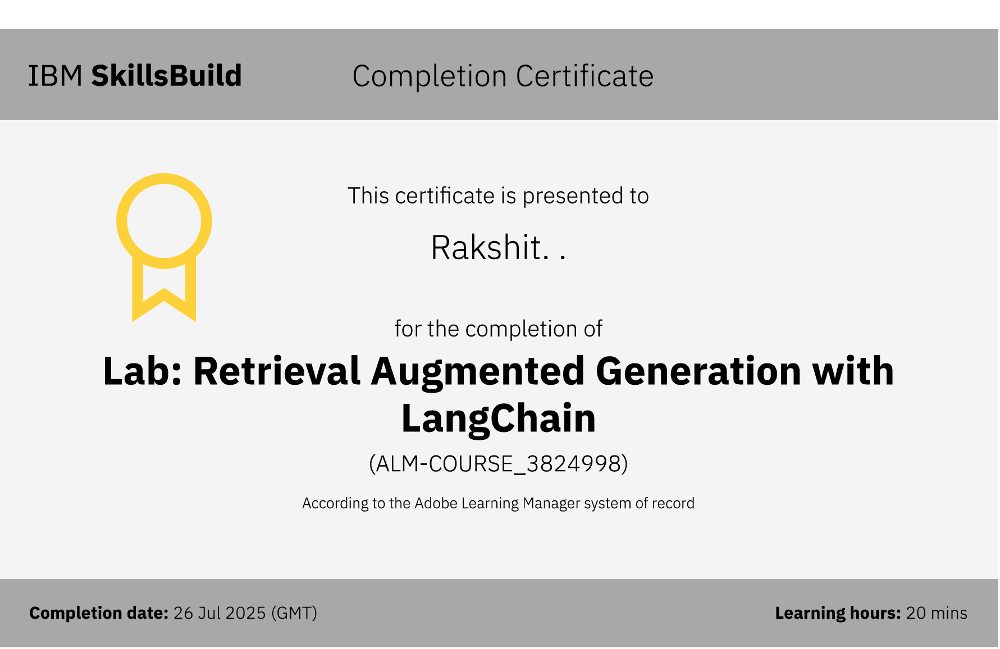 IBM SkillsBuild
Completion Certificate
This certificate is presented to
Rakshit. .
for the completion of
Lab: Retrieval Augmented Generation with
LangChain
(ALM-COURSE_3824998)
According to the Adobe Learning Manager system of record
Completion date: 26 Jul 2025 (GMT)
Learning hours: 20 mins